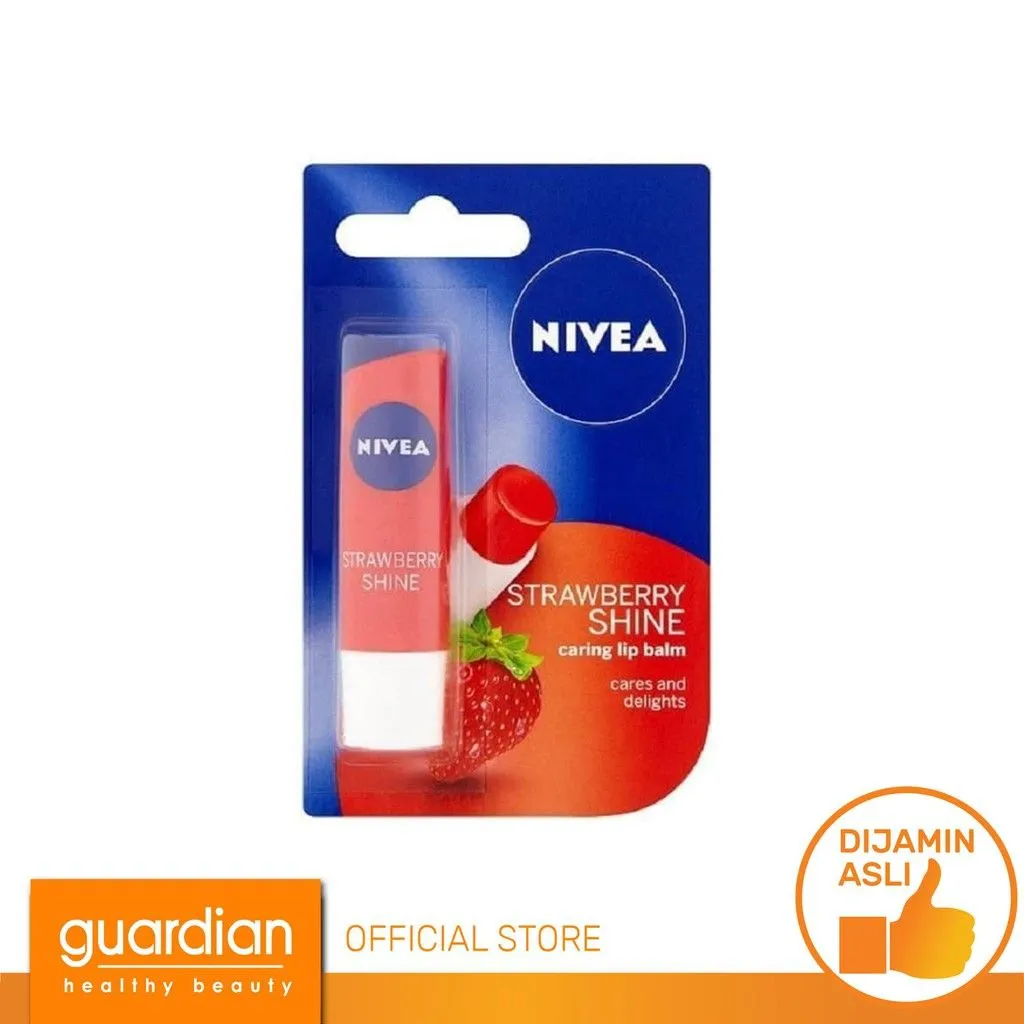 NIVEA
NIVEA
STRAWBERRY
SHINE
STRAWBERRY
SHINE
caring lip balm
cares and
delights
DIJAMIN
ASLI
guardian
healthy beauty
OFFICIAL STORE